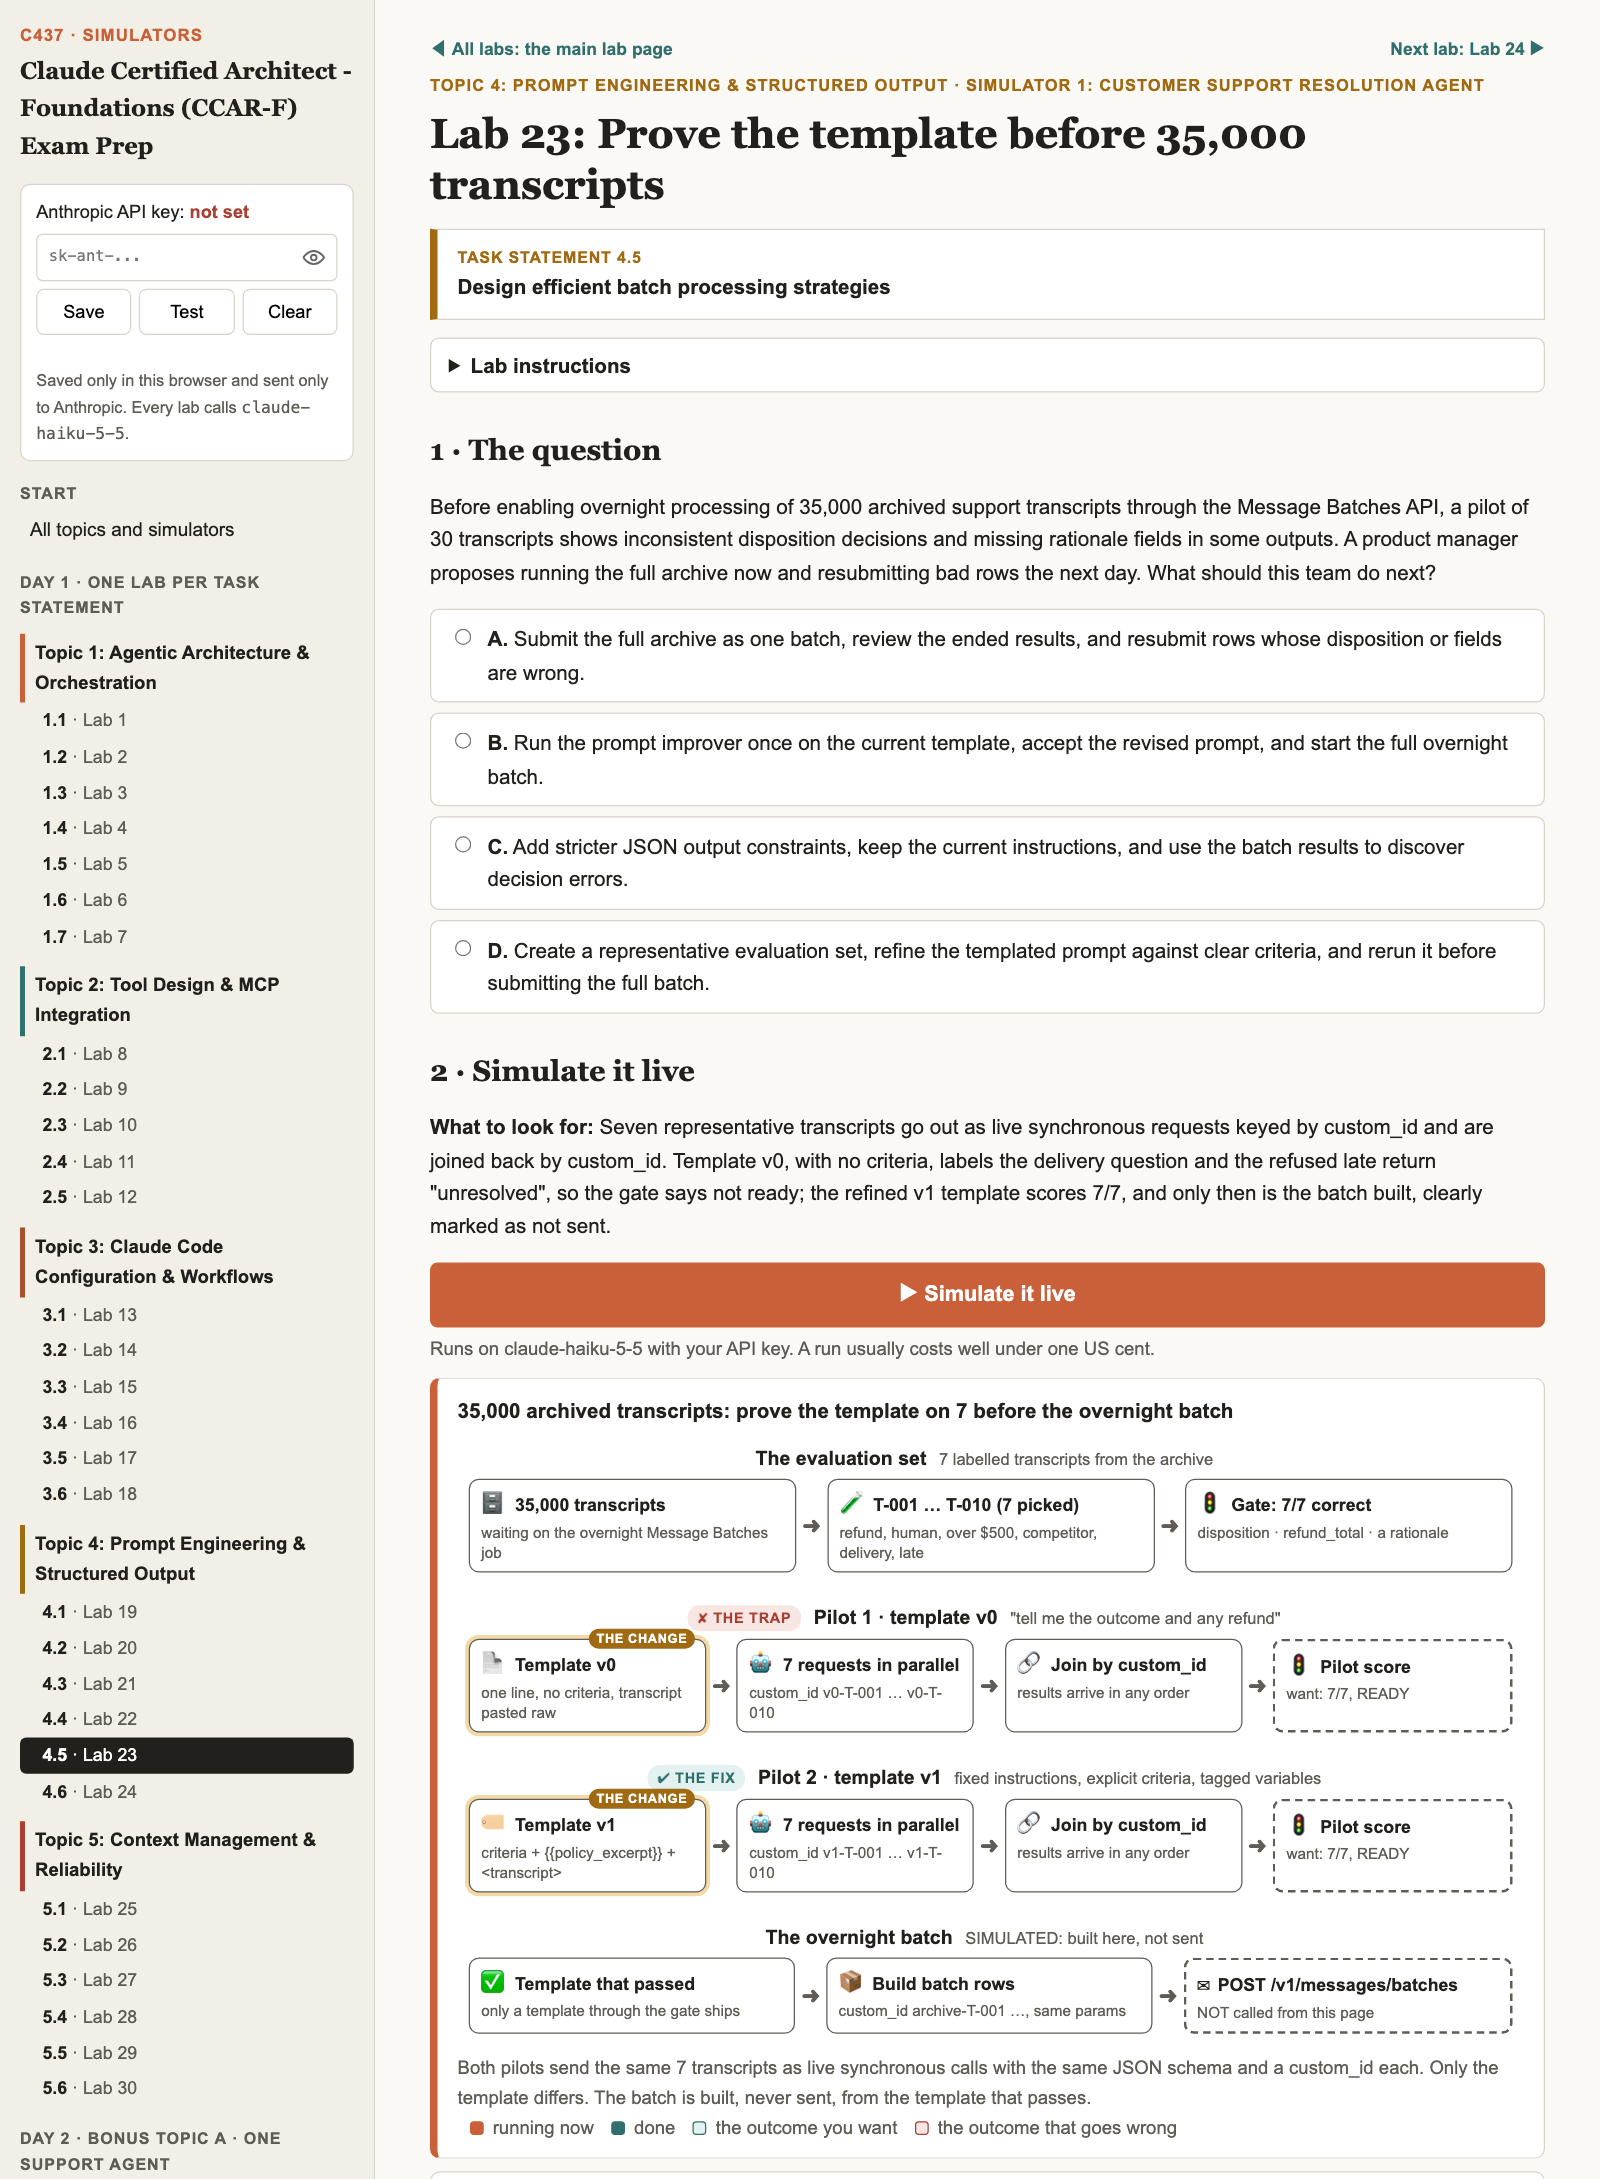 C437 · SIMULATORS
Claude Certified Architect -
Foundations (CCAR-F)
Exam Prep
Anthropic API key: not set
sk-ant-...
Save
Test
Clear
Saved only in this browser and sent only
to Anthropic. Every lab calls claude-
haiku-5-5.
START
All topics and simulators
DAY 1 · ONE LAB PER TASK
STATEMENT
Topic 1: Agentic Architecture &
Orchestration
1.1 · Lab 1
1.2 · Lab 2
1.3 · Lab 3
1.4 · Lab 4
1.5 · Lab 5
1.6 · Lab 6
1.7 · Lab 7
Topic 2: Tool Design & MCP
Integration
2.1 · Lab 8
2.2 · Lab 9
2.3 · Lab 10
2.4 · Lab 11
2.5 · Lab 12
Topic 3: Claude Code
Configuration & Workflows
3.1 · Lab 13
3.2 · Lab 14
3.3 · Lab 15
3.4 · Lab 16
3.5 · Lab 17
3.6 · Lab 18
Topic 4: Prompt Engineering &
Structured Output
4.1 · Lab 19
4.2 · Lab 20
4.3 · Lab 21
4.4 · Lab 22
4.5 · Lab 23
4.6 · Lab 24
Topic 5: Context Management &
Reliability
5.1 · Lab 25
5.2 · Lab 26
5.3 · Lab 27
5.4 · Lab 28
5.5 · Lab 29
5.6 · Lab 30
DAY 2 · BONUS TOPIC A · ONE
SUPPORT AGENT
◀ All labs: the main lab page
Next lab: Lab 24 ▶
TOPIC 4: PROMPT ENGINEERING & STRUCTURED OUTPUT · SIMULATOR 1: CUSTOMER SUPPORT RESOLUTION AGENT
Lab 23: Prove the template before 35,000
transcripts
TASK STATEMENT 4.5
Design efficient batch processing strategies
▶ Lab instructions
1 · The question
Before enabling overnight processing of 35,000 archived support transcripts through the Message Batches API, a pilot of
30 transcripts shows inconsistent disposition decisions and missing rationale fields in some outputs. A product manager
proposes running the full archive now and resubmitting bad rows the next day. What should this team do next?
A. Submit the full archive as one batch, review the ended results, and resubmit rows whose disposition or fields
are wrong.
B. Run the prompt improver once on the current template, accept the revised prompt, and start the full overnight
batch.
C. Add stricter JSON output constraints, keep the current instructions, and use the batch results to discover
decision errors.
D. Create a representative evaluation set, refine the templated prompt against clear criteria, and rerun it before
submitting the full batch.
2 · Simulate it live
What to look for: Seven representative transcripts go out as live synchronous requests keyed by custom_id and are
joined back by custom_id. Template v0, with no criteria, labels the delivery question and the refused late return
"unresolved", so the gate says not ready; the refined v1 template scores 7/7, and only then is the batch built, clearly
marked as not sent.
▶ Simulate it live
Runs on claude-haiku-5-5 with your API key. A run usually costs well under one US cent.
35,000 archived transcripts: prove the template on 7 before the overnight batch
The evaluation set 7 labelled transcripts from the archive
35,000 transcripts
waiting on the overnight Message Batches
job
T-001 … T-010 (7 picked)
refund, human, over $500, competitor,
delivery, late
Gate: 7/7 correct
disposition · refund_total · a rationale
✘ THE TRAP Pilot 1 · template v0 "tell me the outcome and any refund"
THE CHANGE
Template v0
one line, no criteria, transcript
pasted raw
7 requests in parallel
custom_id v0-T-001 … v0-T-
010
Join by custom_id
results arrive in any order
Pilot score
want: 7/7, READY
✔ THE FIX Pilot 2 · template v1 fixed instructions, explicit criteria, tagged variables
THE CHANGE
Template v1
criteria + {{policy_excerpt}} +
<transcript>
7 requests in parallel
custom_id v1-T-001 … v1-T-
010
Join by custom_id
results arrive in any order
Pilot score
want: 7/7, READY
The overnight batch SIMULATED: built here, not sent
Template that passed
only a template through the gate ships
Build batch rows
custom_id archive-T-001 …, same params
POST /v1/messages/batches
NOT called from this page
Both pilots send the same 7 transcripts as live synchronous calls with the same JSON schema and a custom_id each. Only the
template differs. The batch is built, never sent, from the template that passes.
running now
done
the outcome you want
the outcome that goes wrong